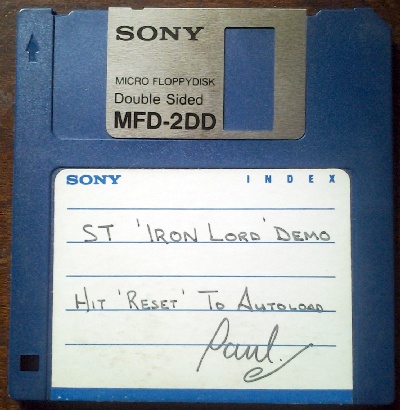 SONY
MICRO FLOPPYDISK
Double Sided
MFD-2DD
SONY INDEX
ST 'IRON LORD' DEMO
HIT 'RESET' TO AUTOLOAD
Paul.